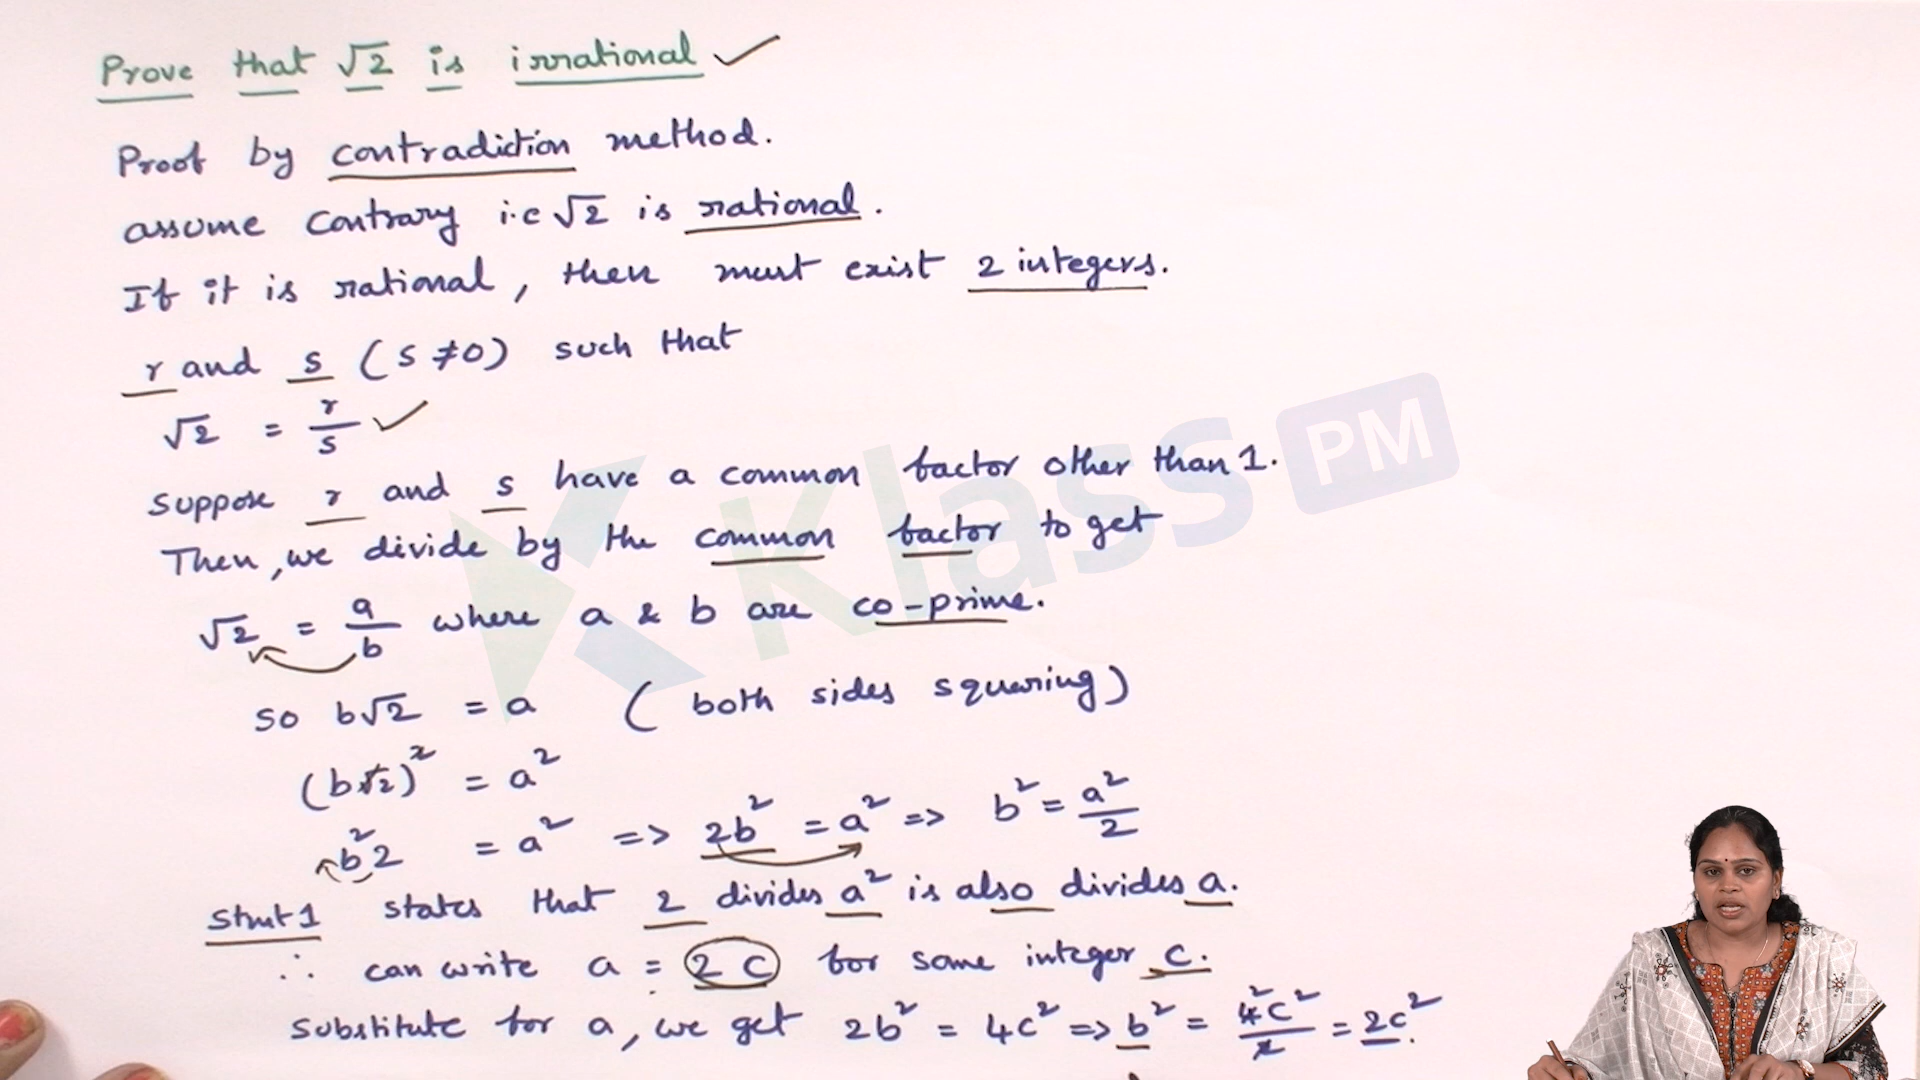 Prove that √2 is irrational ✓
Proof by contradiction method.
assume contrary i.e √2 is rational.
If it is rational, then must exist 2 integers.
r and s (s ≠ 0) such that
√2 = r/s ✓
suppose r and s have a common factor other than 1.
Then, we divide by the common factor to get
√2 = a/b where a & b are co-prime.
so b√2 = a (both sides squaring)
(b√2)² = a²
b²2 = a² => 2b² = a² => b² = a²/2
Stmt 1 states that 2 divides a² is also divides a.
∴ can write a = 2c for some integer c.
substitute for a, we get 2b² = 4c² => b² = 4c²/2 = 2c².
Klass PM